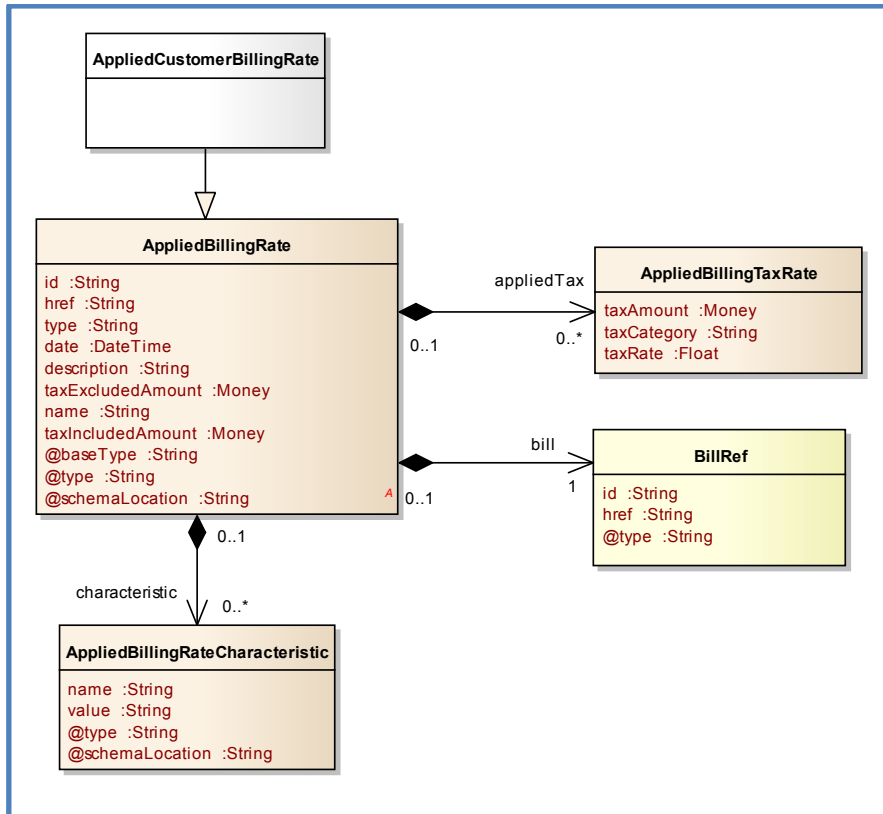 AppliedCustomerBillingRate
AppliedBillingRate
id :String
href :String
type :String
date :DateTime
description :String
taxExcludedAmount :Money
name :String
taxIncludedAmount :Money
@baseType :String
@type :String
@schemaLocation :String
A
appliedTax
0..1
0..*
AppliedBillingTaxRate
taxAmount :Money
taxCategory :String
taxRate :Float
bill
0..1
1
BillRef
id :String
href :String
@type :String
0..1
characteristic
0..*
AppliedBillingRateCharacteristic
name :String
value :String
@type :String
@schemaLocation :String